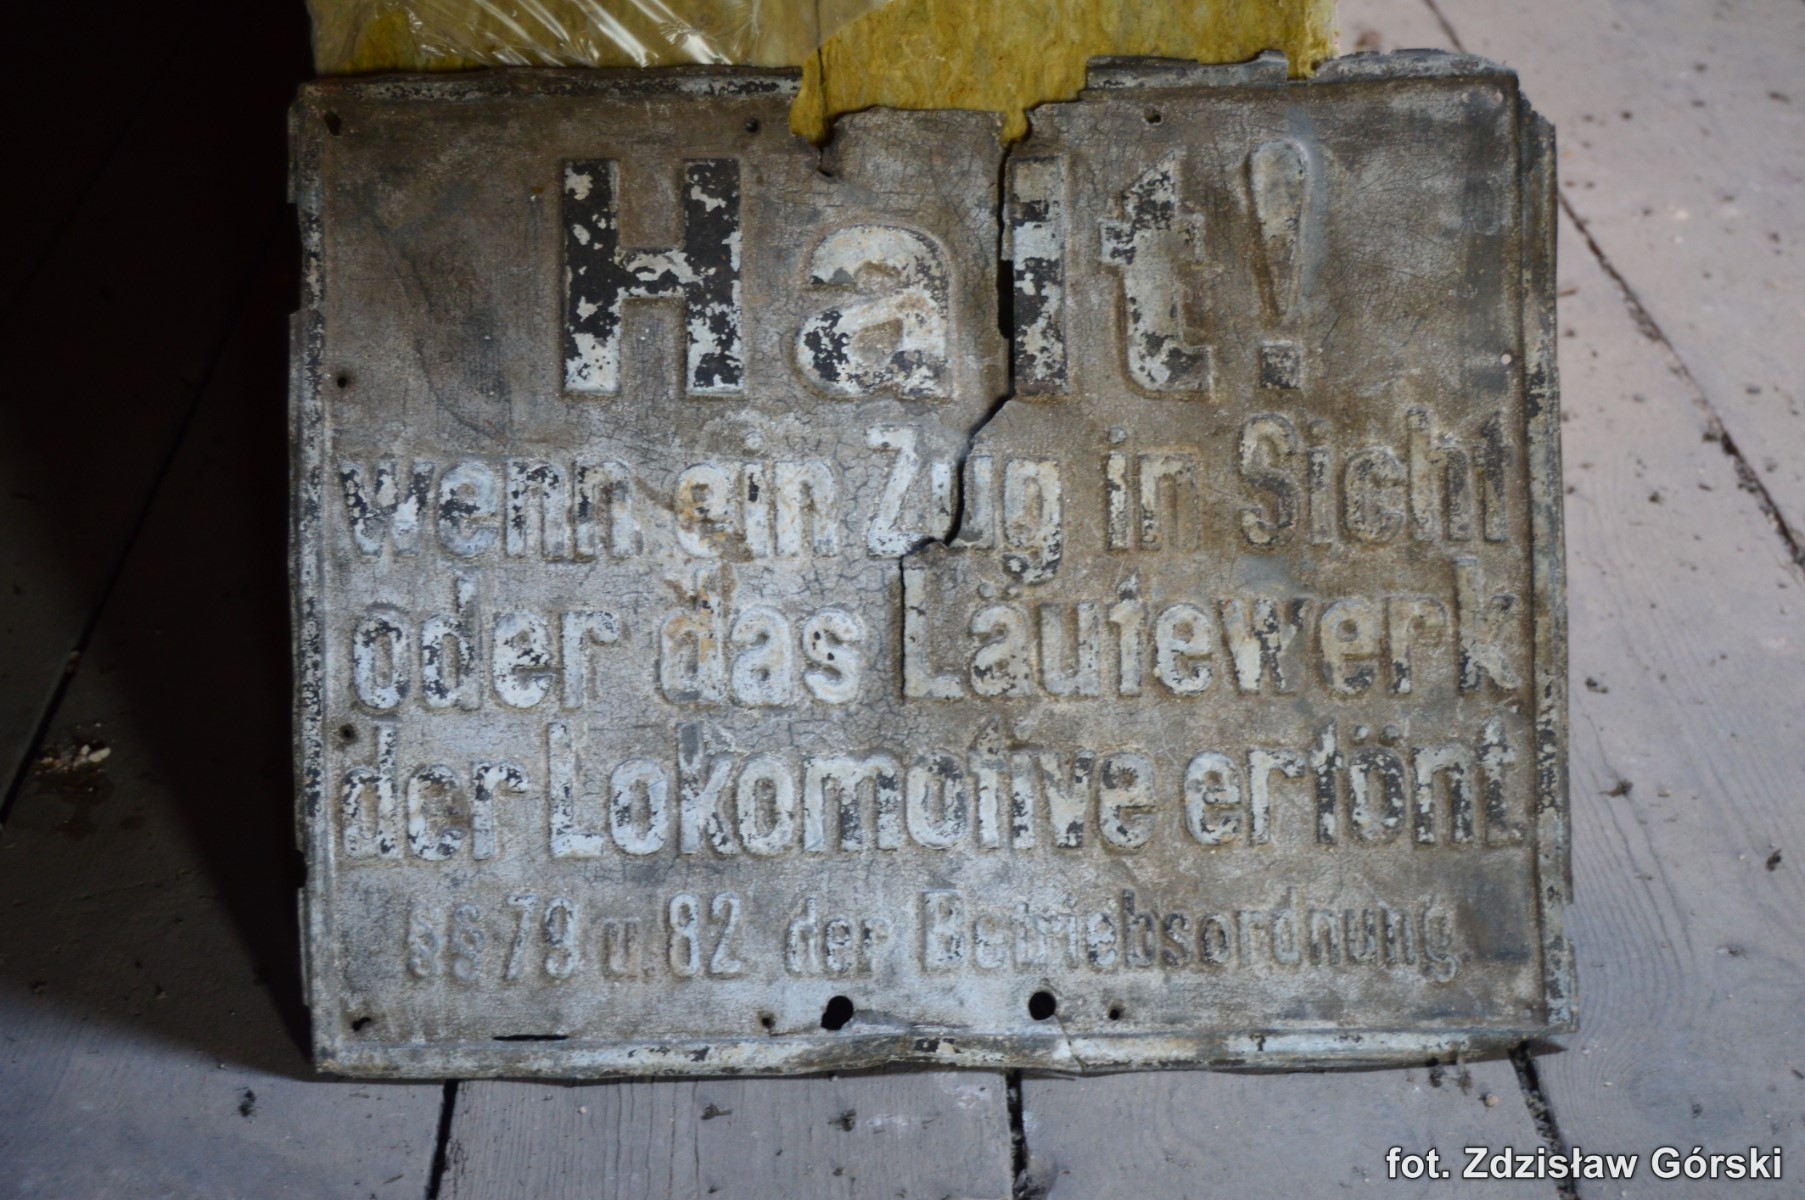 Halt!
wenn ein Zug in Sicht
oder das Läutewerk
der Lokomotive ertönt
§§ 79 u. 82 der Betriebsordnung.
fot. Zdzisław Górski